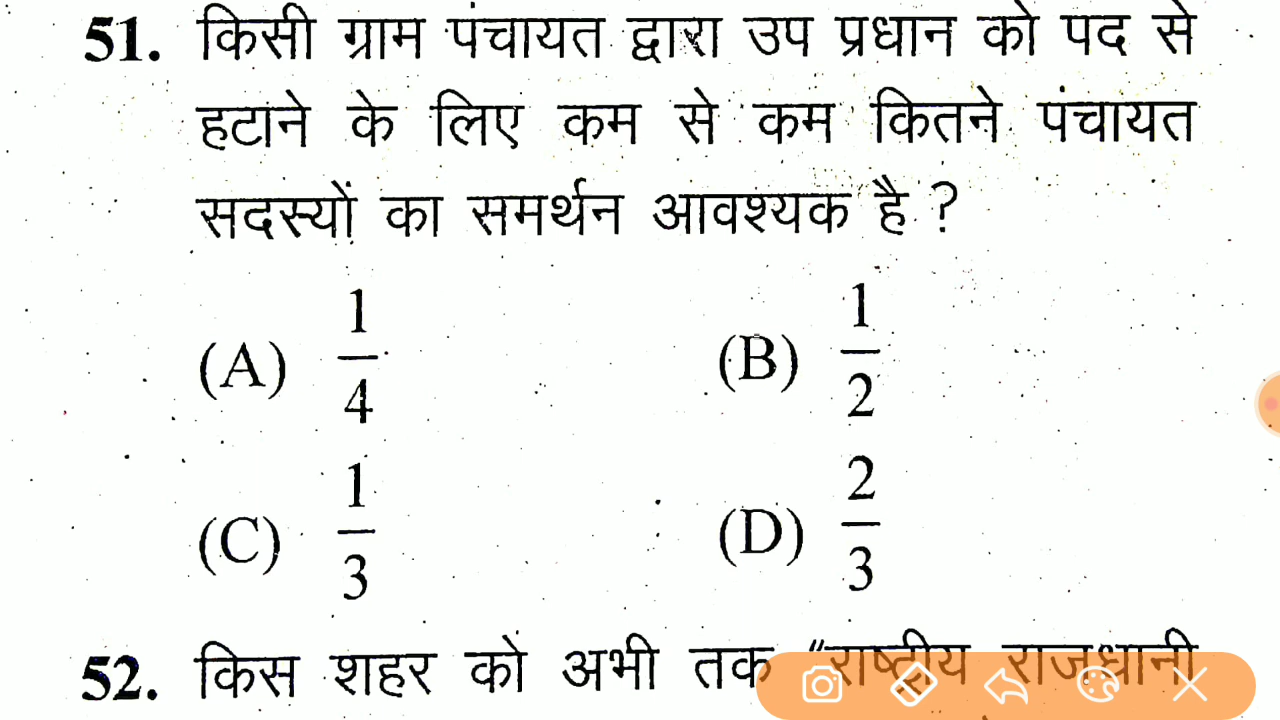 51. किसी ग्राम पंचायत द्वारा उप प्रधान को पद से
हटाने के लिए कम से कम कितने पंचायत
सदस्यों का समर्थन आवश्यक है ?
(A) 1/4 (B) 1/2
(C) 1/3 (D) 2/3
52. किस शहर को अभी तक “राष्ट्रीय राजधानी